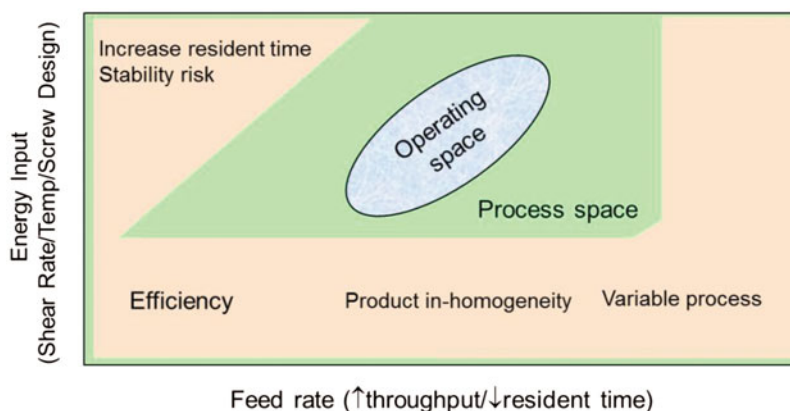 Energy Input
(Shear Rate/Temp/Screw Design)
Increase resident time
Stability risk
Operating
space
Process space
Efficiency
Product in-homogeneity
Variable process
Feed rate (↑throughput/↓resident time)